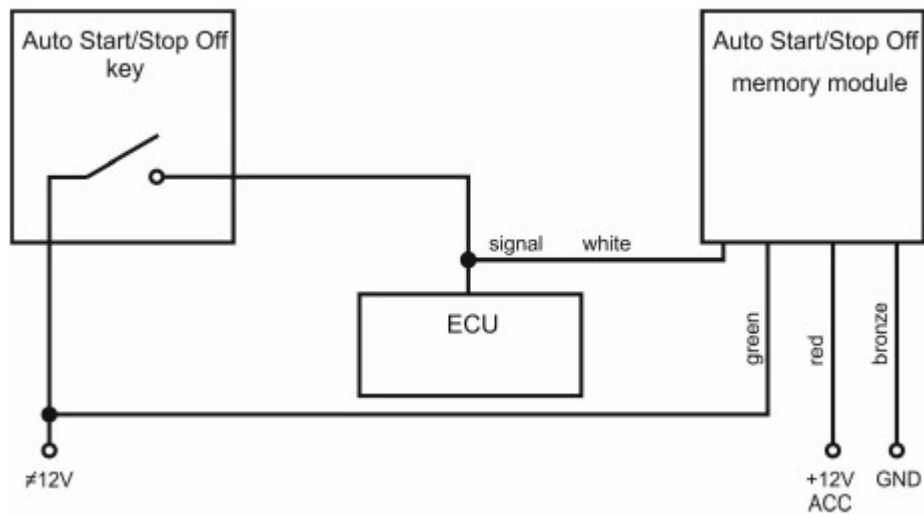 Auto Start/Stop Off
key
Auto Start/Stop Off
memory module
signal white
ECU
green
red
bronze
≠12V
+12V
ACC
GND